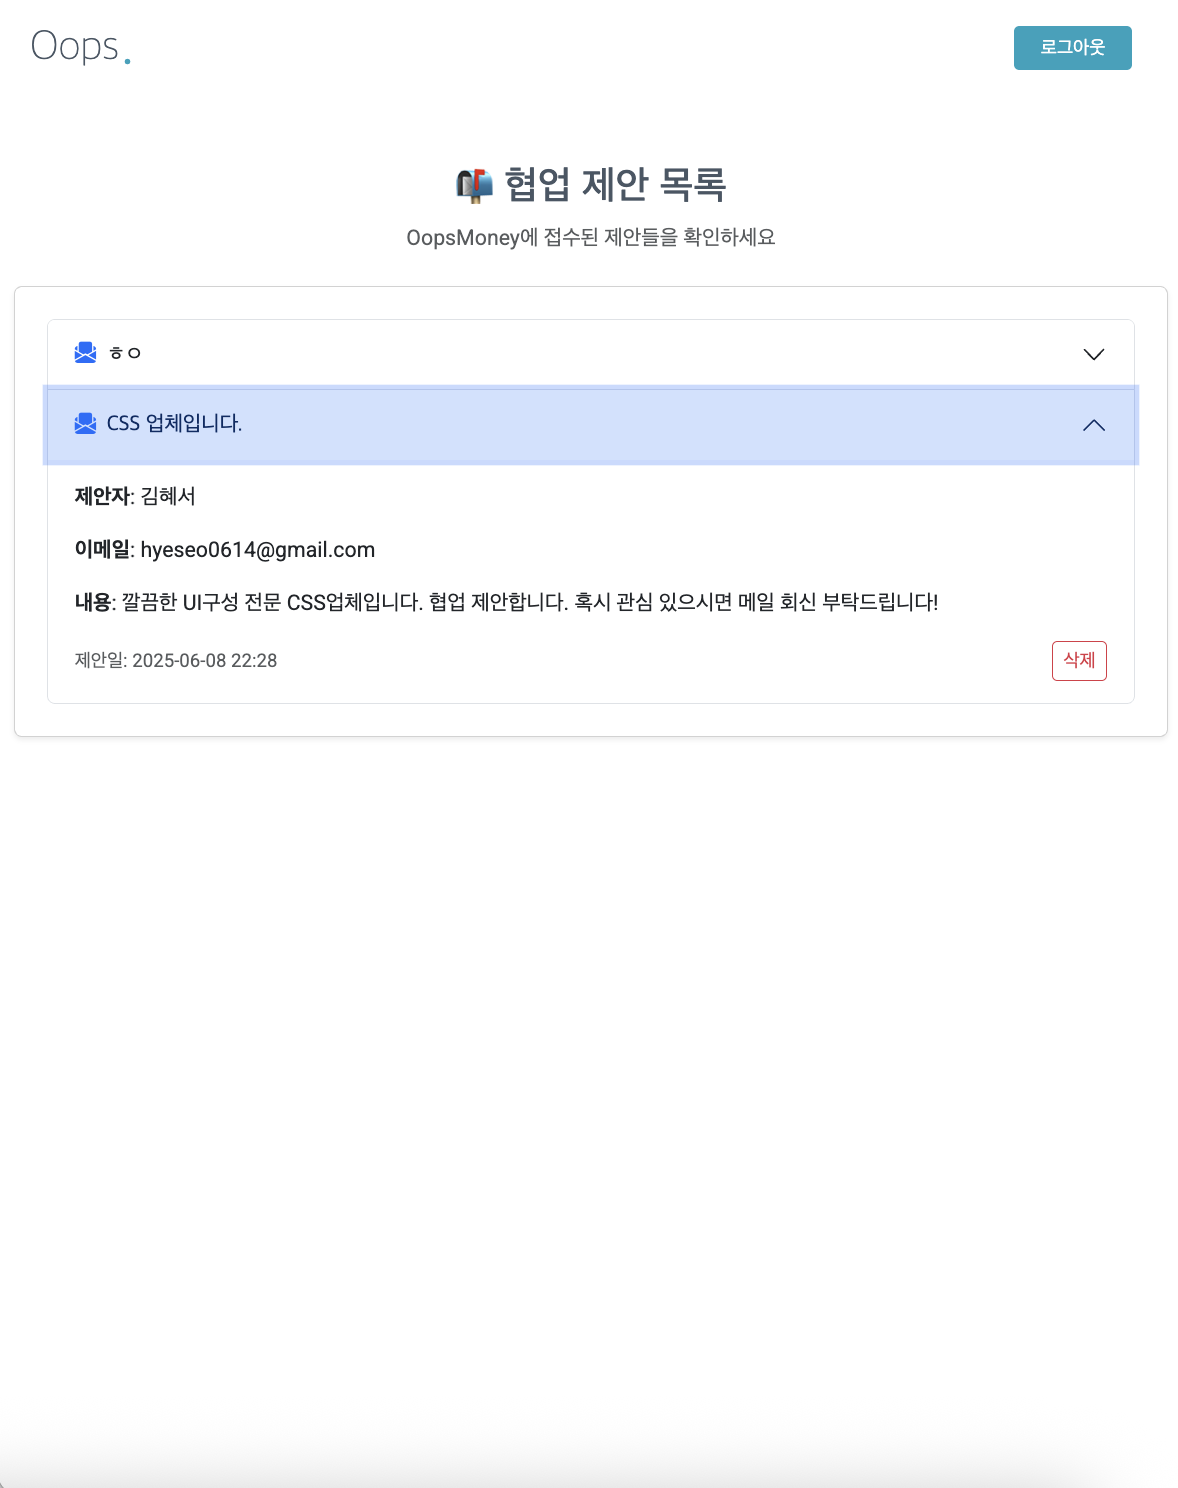 Oops.
로그아웃
협업 제안 목록
OopsMoney에 접수된 제안들을 확인하세요
ㅎㅇ
CSS 업체입니다.
제안자: 김혜서
이메일: hyeseo0614@gmail.com
내용: 깔끔한 UI구성 전문 CSS업체입니다. 협업 제안합니다. 혹시 관심 있으시면 메일 회신 부탁드립니다!
제안일: 2025-06-08 22:28
삭제